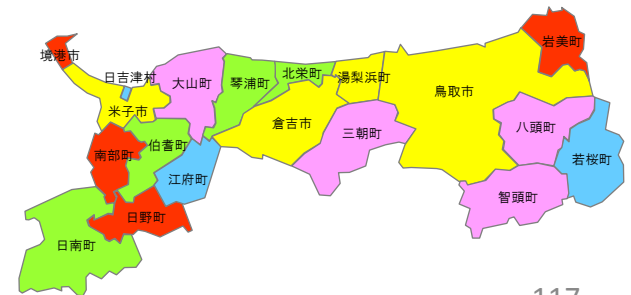 境港市
日吉津村
米子市
大山町
琴浦町
北栄町
湯梨浜町
鳥取市
岩美町
南部町
伯耆町
倉吉市
三朝町
八頭町
若桜町
江府町
智頭町
日野町
日南町
117